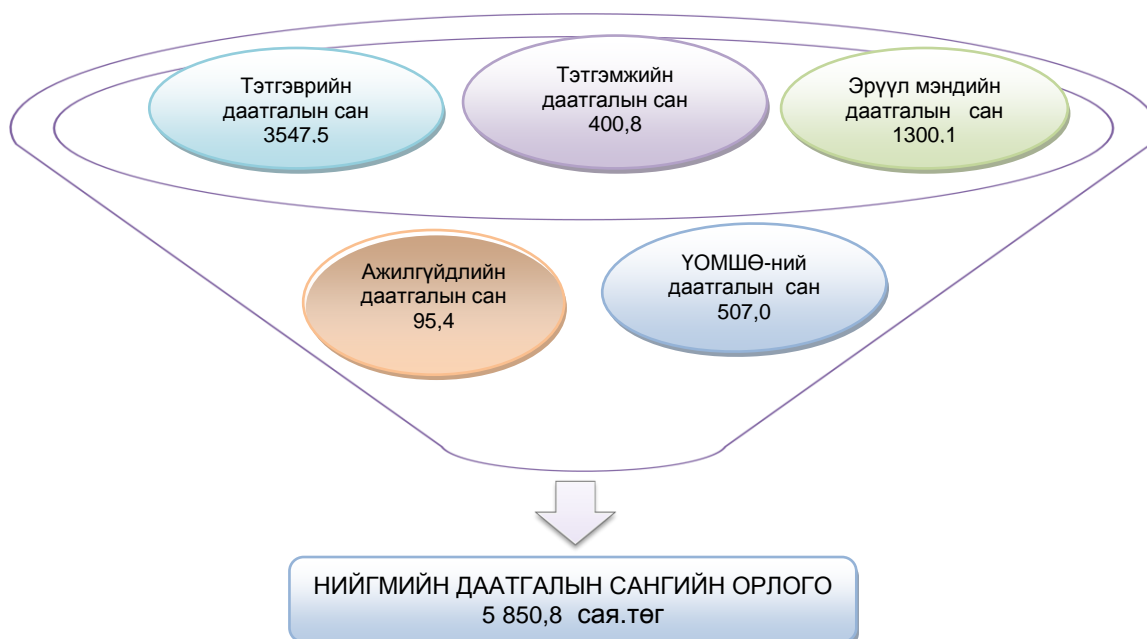 Тэтгэврийн
даатгалын сан
3547,5
Тэтгэмжийн
даатгалын сан
400,8
Эрүүл мэндийн
даатгалын сан
1300,1
Ажилгүйдлийн
даатгалын сан
95,4
ҮОМШӨ-ний
даатгалын сан
507,0
НИЙГМИЙН ДААТГАЛЫН САНГИЙН ОРЛОГО
5 850,8 сая.төг